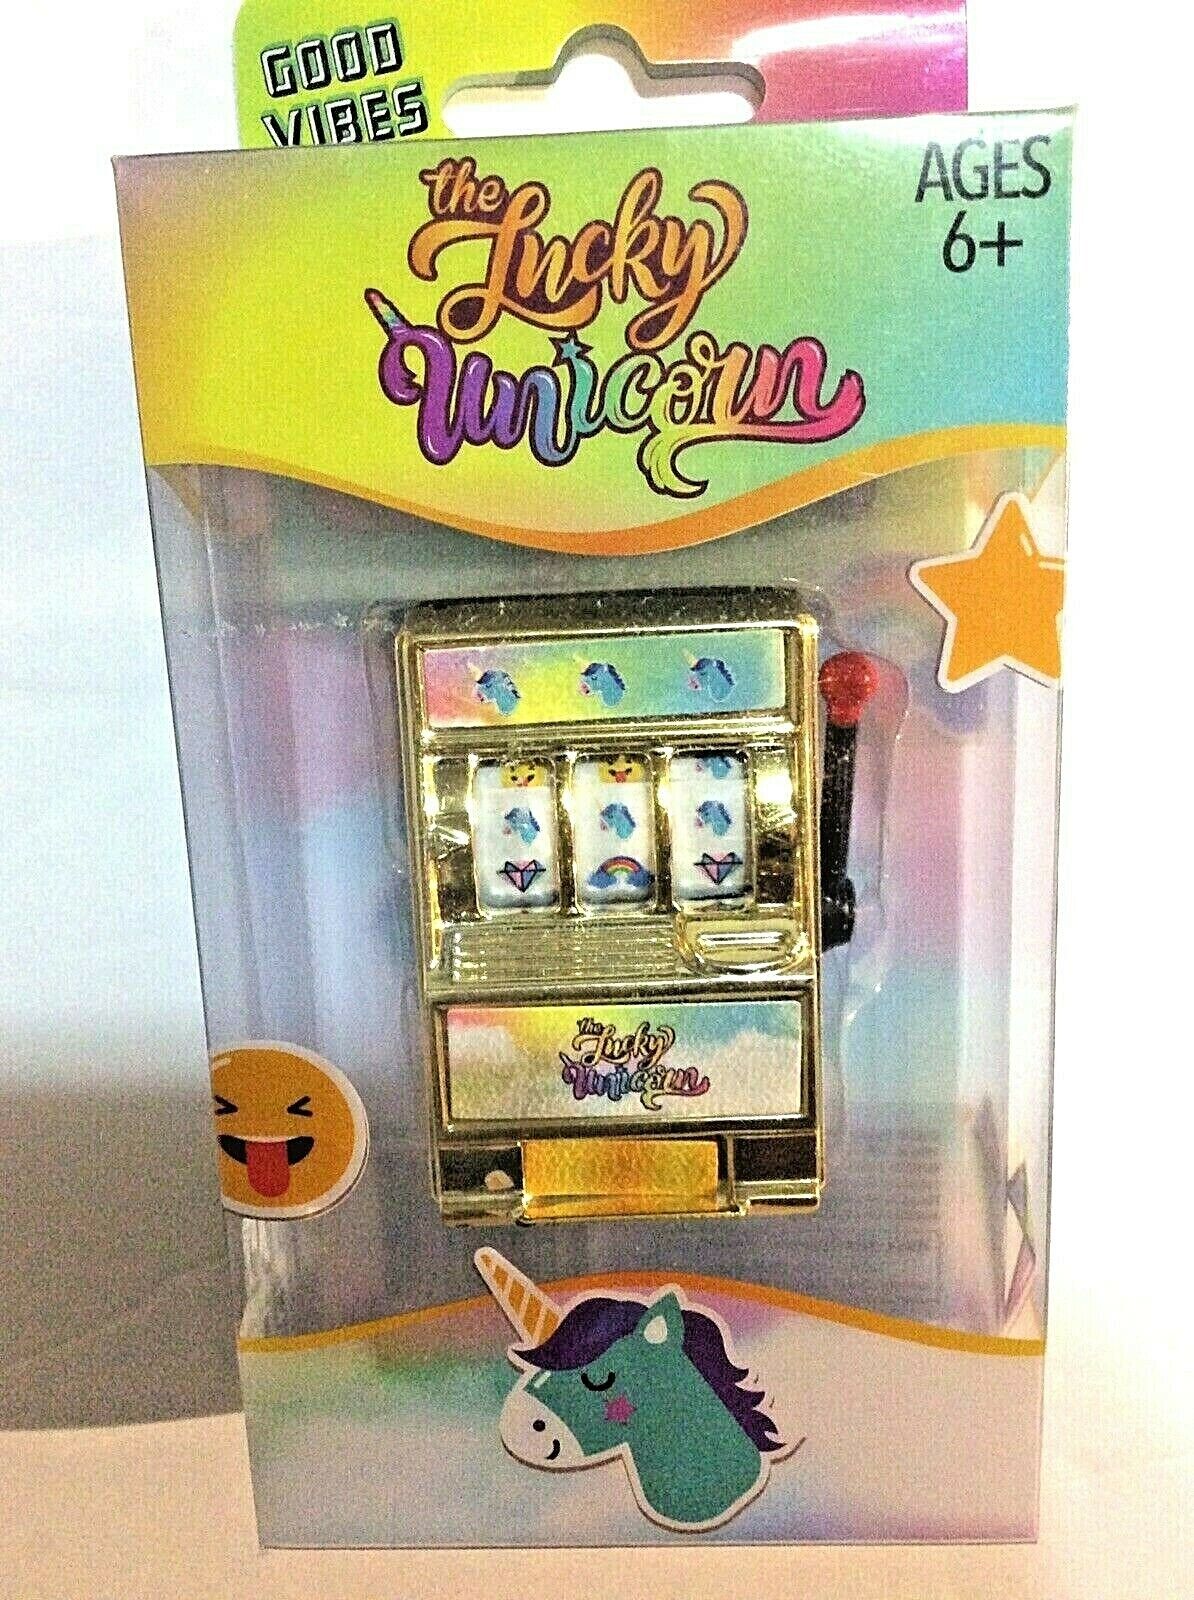 GOOD
VIBES
AGES
6+
the
Lucky
Unicorn
the
Lucky
Unicorn